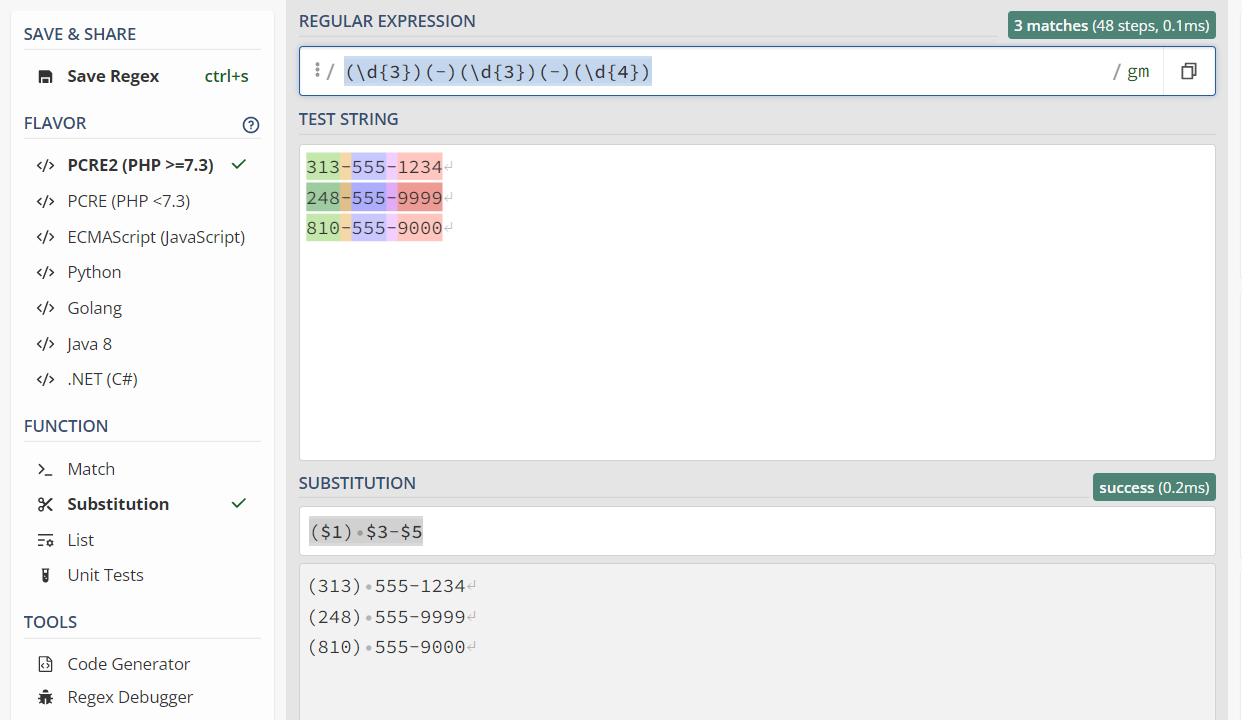 SAVE & SHARE
Save Regex ctrl+s
FLAVOR
</> PCRE2 (PHP >=7.3)
</> PCRE (PHP <7.3)
</> ECMAScript (JavaScript)
</> Python
</> Golang
</> Java 8
</> .NET (C#)
FUNCTION
Match
Substitution
List
Unit Tests
TOOLS
Code Generator
Regex Debugger
REGULAR EXPRESSION
3 matches (48 steps, 0.1ms)
/ (\d{3})(-)(\d{3})(-)(\d{4}) / gm
TEST STRING
313-555-1234
248-555-9999
810-555-9000
SUBSTITUTION
success (0.2ms)
($1)•$3-$5
(313)•555-1234
(248)•555-9999
(810)•555-9000